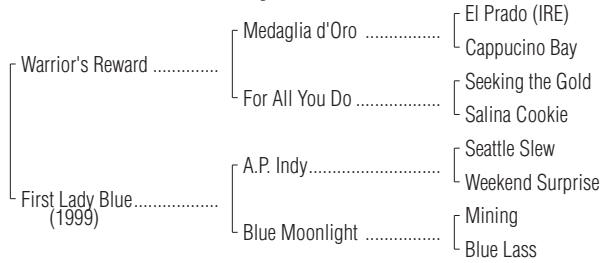 El Prado (IRE)
Medaglia d'Oro .................
Cappucino Bay
Warrior's Reward ..............
Seeking the Gold
For All You Do ...................
Salina Cookie
Seattle Slew
A.P. Indy...........................
Weekend Surprise
First Lady Blue..................
(1999)
Mining
Blue Moonlight .................
Blue Lass